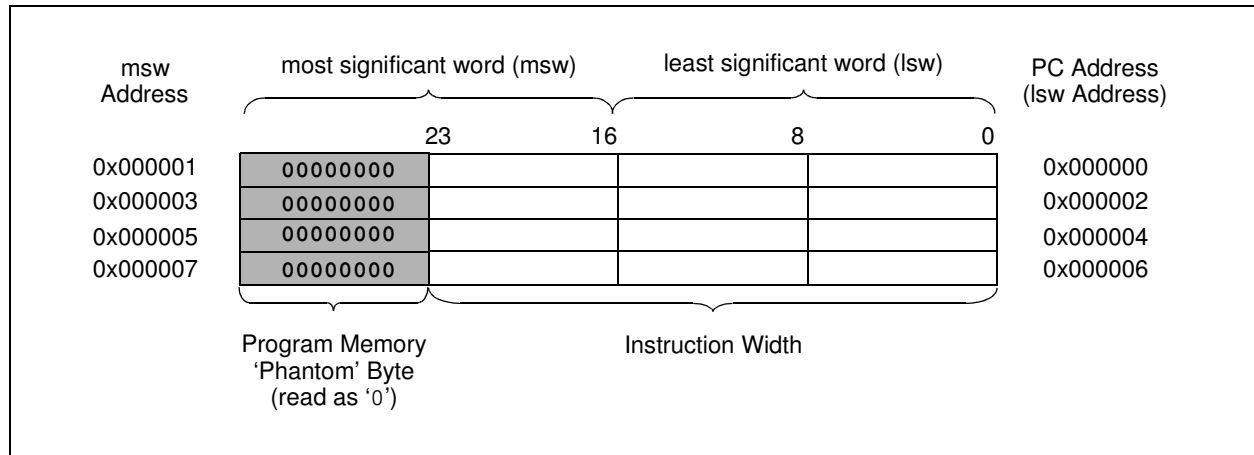 msw
Address
most significant word (msw)
least significant word (lsw)
PC Address
(lsw Address)
23 16 8 0
0x000001 00000000 0x000000
0x000003 00000000 0x000002
0x000005 00000000 0x000004
0x000007 00000000 0x000006
Program Memory
‘Phantom’ Byte
(read as ‘0’)
Instruction Width